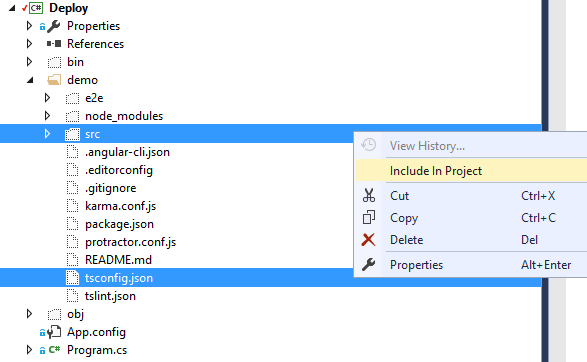 C# Deploy
Properties
References
bin
demo
e2e
node_modules
src
.angular-cli.json
.editorconfig
.gitignore
karma.conf.js
package.json
protractor.conf.js
README.md
tsconfig.json
tslint.json
obj
App.config
C# Program.cs
View History...
Include In Project
Cut Ctrl+X
Copy Ctrl+C
Delete Del
Properties Alt+Enter